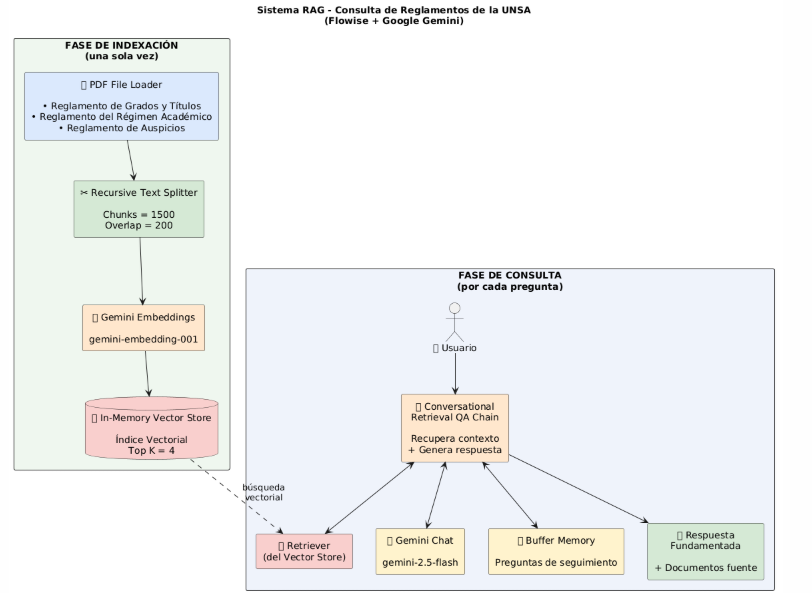 Sistema RAG - Consulta de Reglamentos de la UNSA
(Flowise + Google Gemini)
FASE DE INDEXACIÓN
(una sola vez)
PDF File Loader
• Reglamento de Grados y Títulos
• Reglamento del Régimen Académico
• Reglamento de Auspicios
✂ Recursive Text Splitter
Chunks = 1500
Overlap = 200
Gemini Embeddings
gemini-embedding-001
In-Memory Vector Store
Índice Vectorial
Top K = 4
búsqueda
vectorial
FASE DE CONSULTA
(por cada pregunta)
Usuario
Conversational
Retrieval QA Chain
Recupera contexto
+ Genera respuesta
Retriever
(del Vector Store)
Gemini Chat
gemini-2.5-flash
Buffer Memory
Preguntas de seguimiento
Respuesta
Fundamentada
+ Documentos fuente